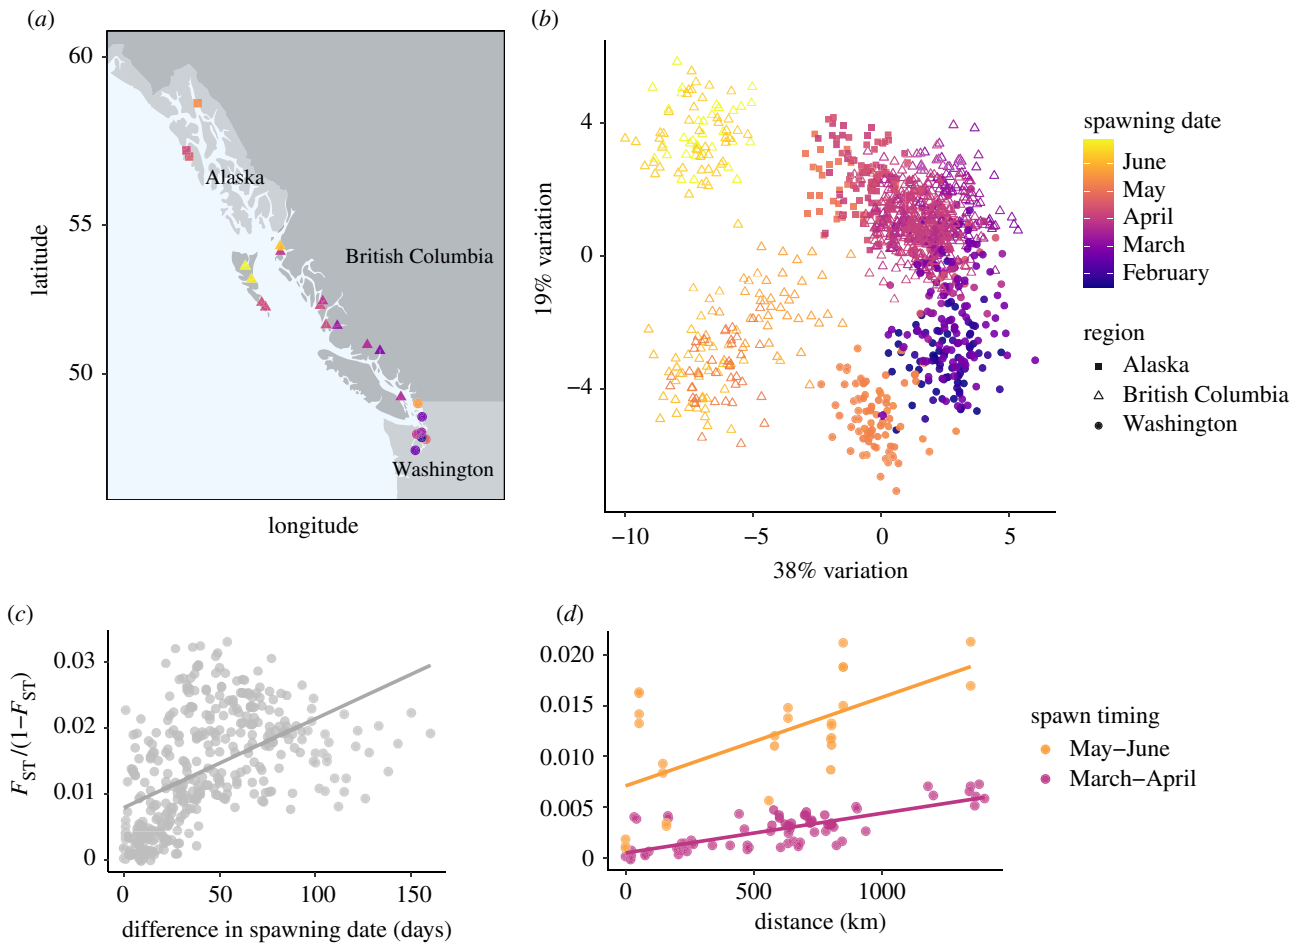 (a)
60
55
50
latitude
Alaska
British Columbia
Washington
longitude
(b)
4
0
−4
19% variation
−10
−5
0
5
38% variation
spawning date
June
May
April
March
February
region
Alaska
British Columbia
Washington
(c)
0.03
0.02
0.01
0
F_ST/(1–F_ST)
0
50
100
150
difference in spawning date (days)
(d)
0.020
0.015
0.010
0.005
0
0
500
1000
distance (km)
spawn timing
May–June
March–April